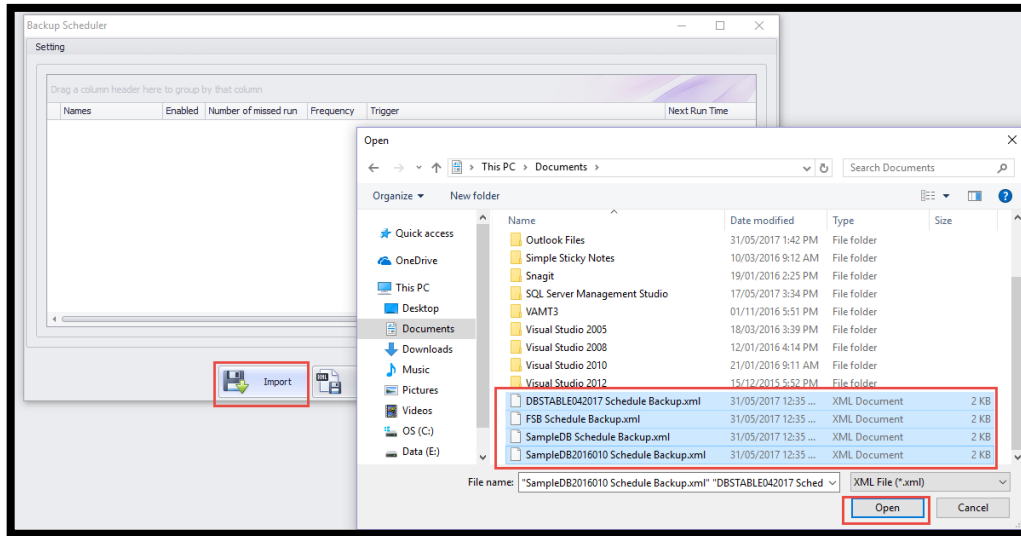 Backup Scheduler
Setting
Drag a column header here to group by that column
Names Enabled Number of missed run Frequency Trigger Next Run Time
Import
Open
This PC > Documents >
Search Documents
Organize New folder
Name Date modified Type Size
Quick access
OneDrive
This PC
Desktop
Documents
Downloads
Music
Pictures
Videos
OS (C:)
Data (E:)
Outlook Files 31/05/2017 1:42 PM File folder
Simple Sticky Notes 10/03/2016 9:12 AM File folder
Snagit 19/01/2016 2:25 PM File folder
SQL Server Management Studio 17/05/2017 3:34 PM File folder
VAMT3 01/11/2016 5:51 PM File folder
Visual Studio 2005 18/03/2016 3:39 PM File folder
Visual Studio 2008 12/01/2016 4:14 PM File folder
Visual Studio 2010 21/01/2016 9:11 AM File folder
Visual Studio 2012 15/12/2015 5:52 PM File folder
DBSTABLE042017 Schedule Backup.xml 31/05/2017 12:35 ... XML Document 2 KB
FSB Schedule Backup.xml 31/05/2017 12:35 ... XML Document 2 KB
SampleDB Schedule Backup.xml 31/05/2017 12:35 ... XML Document 2 KB
SampleDB2016010 Schedule Backup.xml 31/05/2017 12:35 ... XML Document 2 KB
File name: "SampleDB2016010 Schedule Backup.xml" "DBSTABLE042017 Sched
XML File (*.xml)
Open Cancel